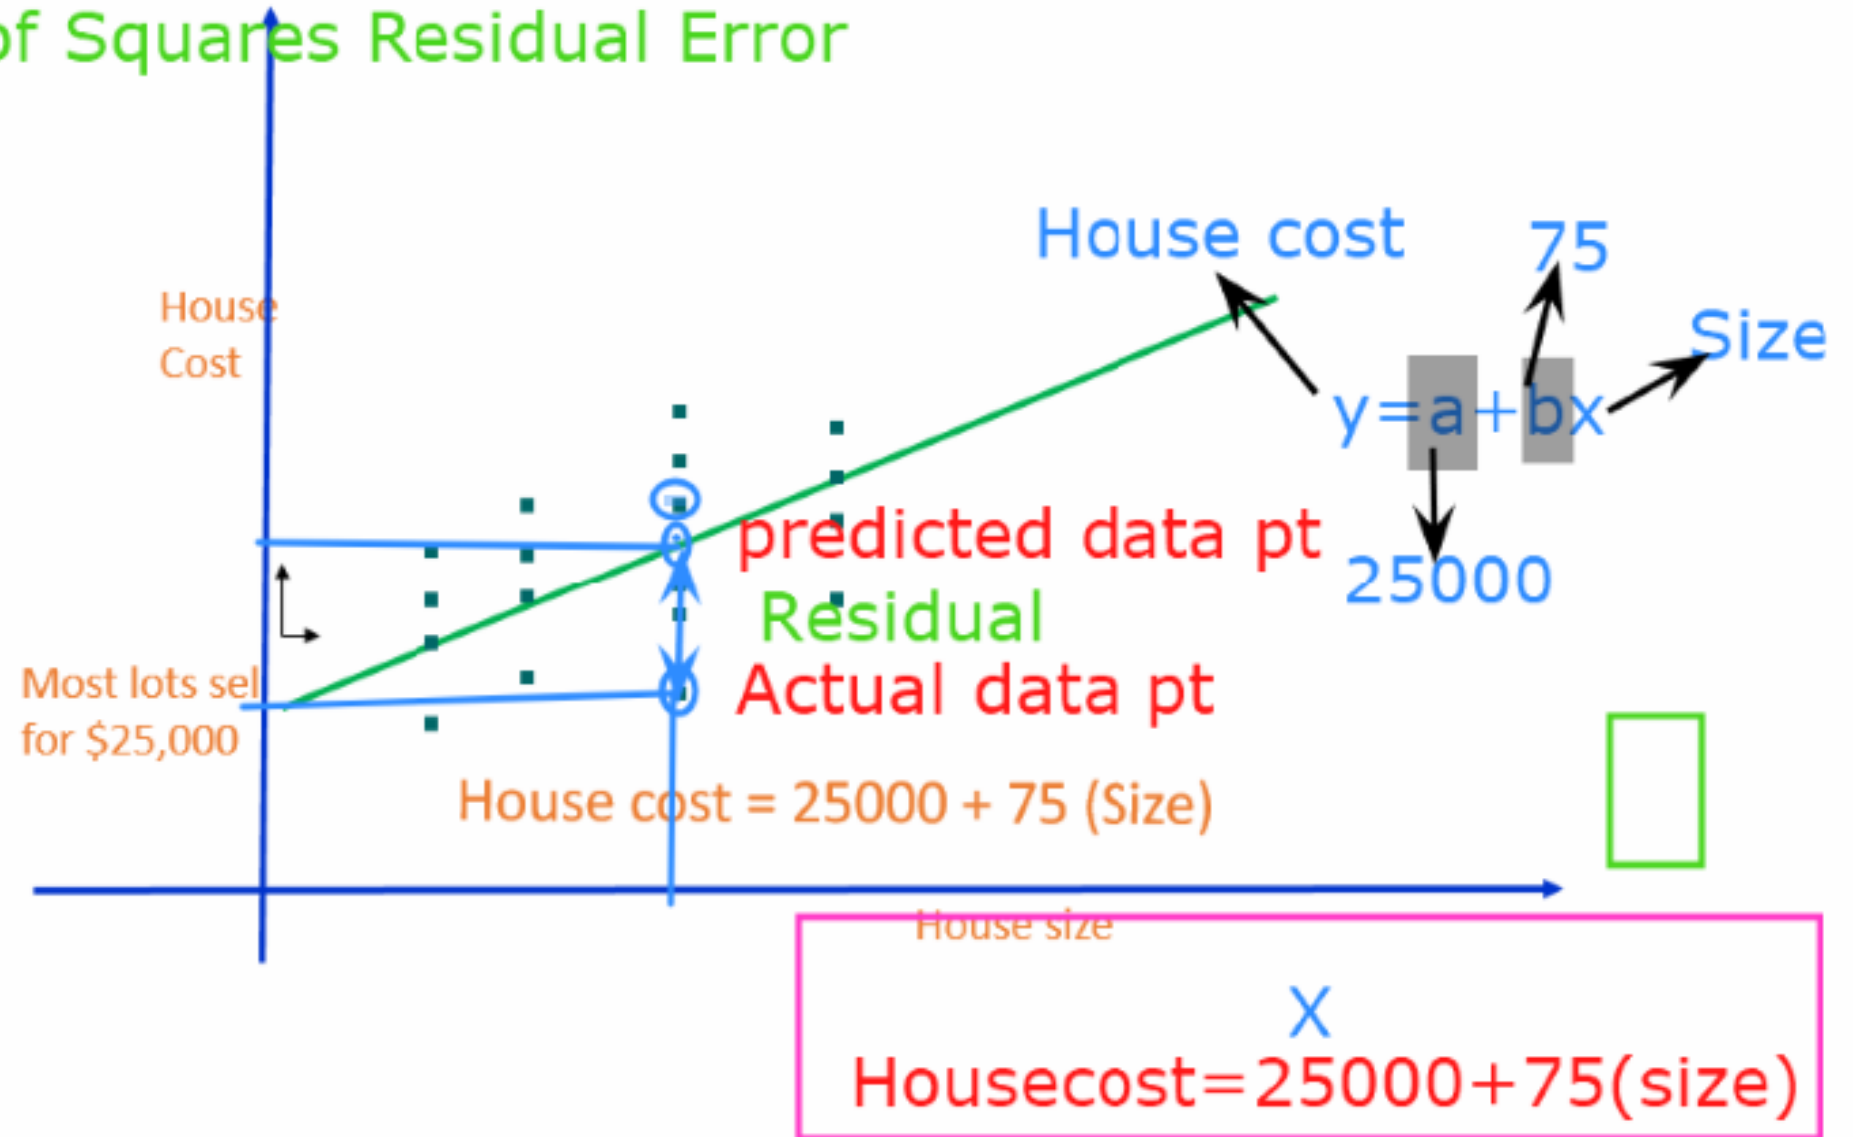 of Squares Residual Error
House cost
75
House
Cost
Size
y=a+bx
predicted data pt
25000
Residual
Most lots sel
for $25,000
Actual data pt
House cost = 25000 + 75 (Size)
House size
X
Housecost=25000+75(size)